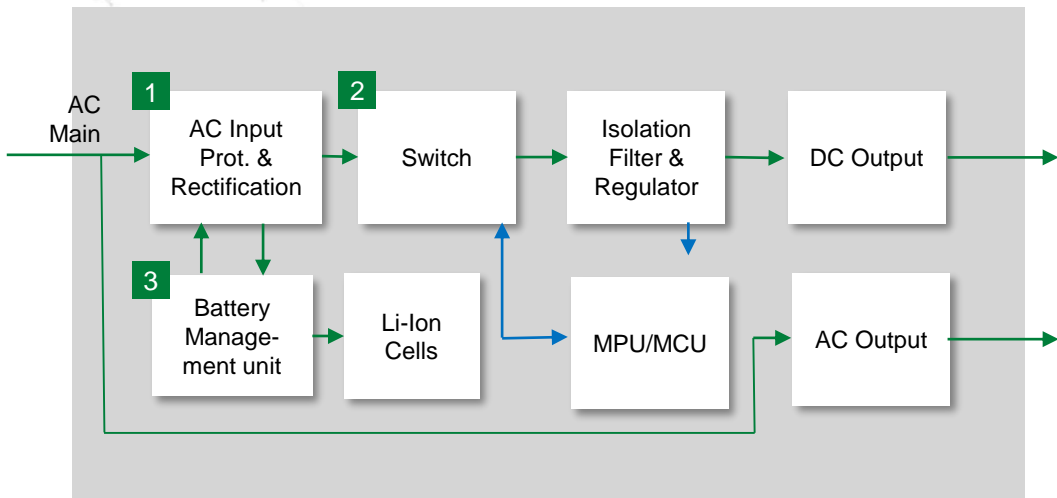 AC
Main
1
AC Input
Prot. &
Rectification
2
Switch
Isolation
Filter &
Regulator
DC Output
3
Battery
Manage-
ment unit
Li-Ion
Cells
MPU/MCU
AC Output